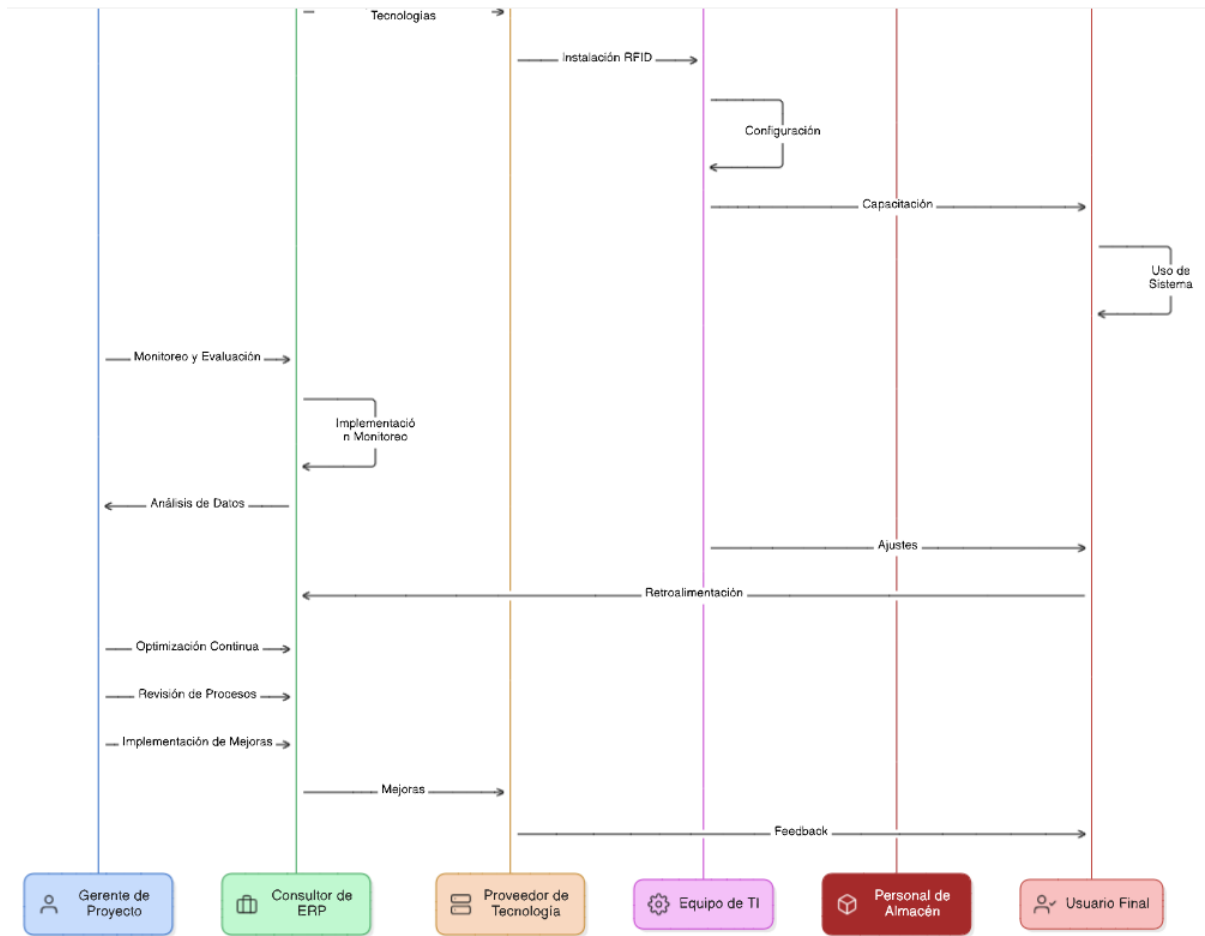 Tecnologías
Instalación RFID
Configuración
Capacitación
Uso de
Sistema
Monitoreo y Evaluación
Implementació
n Monitoreo
Análisis de Datos
Ajustes
Retroalimentación
Optimización Continua
Revisión de Procesos
Implementación de Mejoras
Mejoras
Feedback
Gerente de
Proyecto
Consultor de
ERP
Proveedor de
Tecnología
Equipo de TI
Personal de
Almacén
Usuario Final